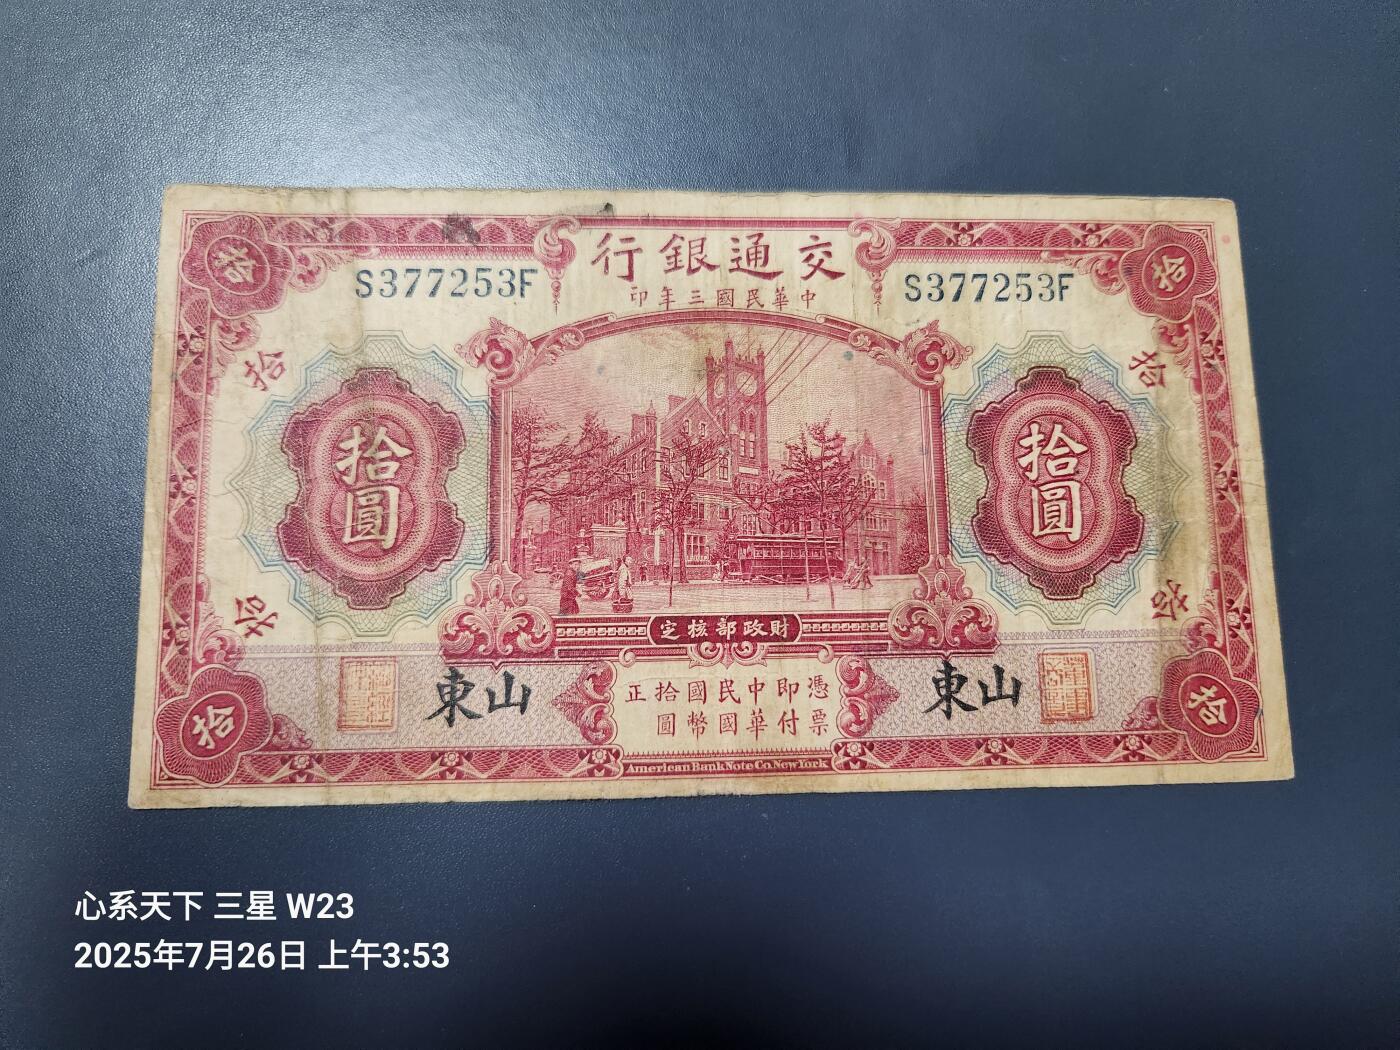 交通銀行
中華民國三年印
S377253F
S377253F
拾
拾
拾
拾
拾圓
拾圓
拾
拾
財政部核定
山東
山東
憑票即付中華民國國幣拾圓正
拾
拾
American Bank Note Co. New York
心系天下 三星 W23
2025年7月26日 上午3:53